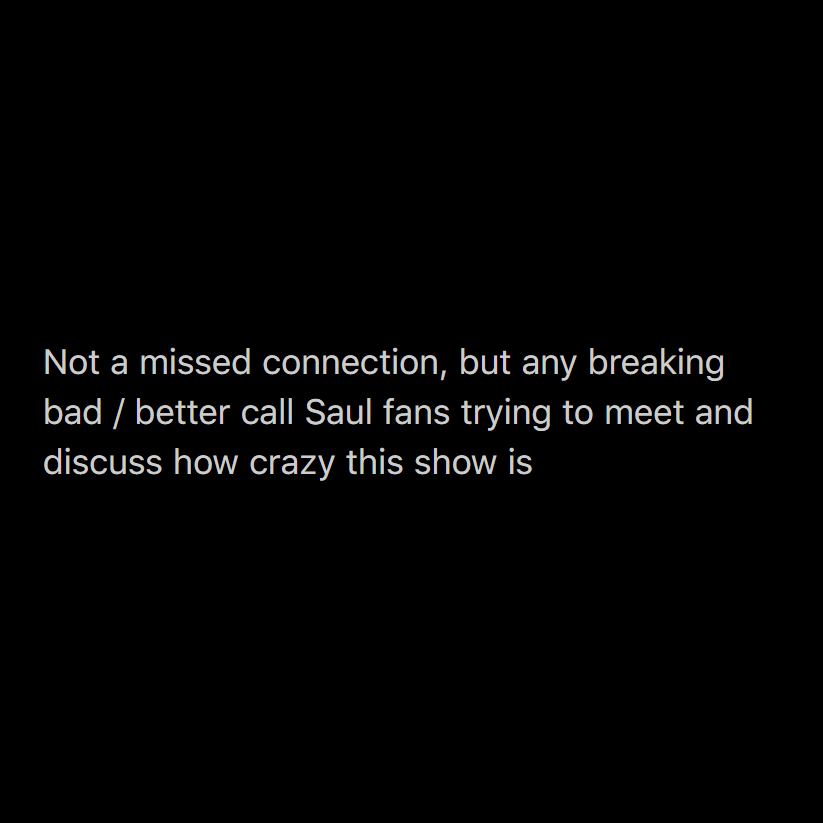 Not a missed connection, but any breaking
bad / better call Saul fans trying to meet and
discuss how crazy this show is